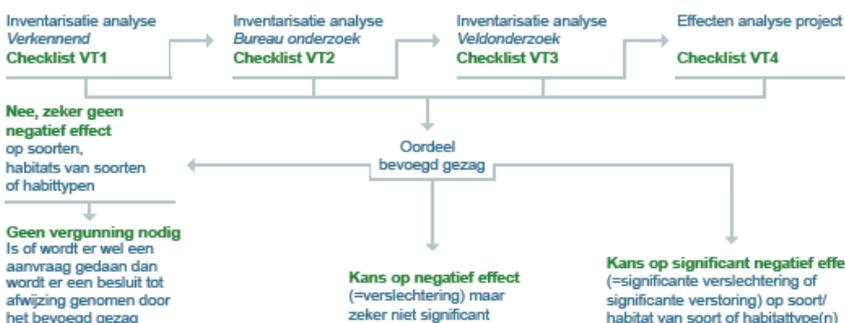 Inventarisatie analyse
Verkennend
Checklist VT1
Inventarisatie analyse
Bureau onderzoek
Checklist VT2
Inventarisatie analyse
Veldonderzoek
Checklist VT3
Effecten analyse project
Checklist VT4
Nee, zeker geen
negatief effect
op soorten,
habitats van soorten
of habittypen
Oordeel
bevoegd gezag
Geen vergunning nodig
Is of wordt er wel een
aanvraag gedaan dan
wordt er een besluit tot
afwijzing genomen door
het bevoegd gezag
Kans op negatief effect
(=verslechtering) maar
zeker niet significant
Kans op significant negatief effe
(=significante verslechtering of
significante verstoring) op soort/
habitat van soort of habitattype(n)